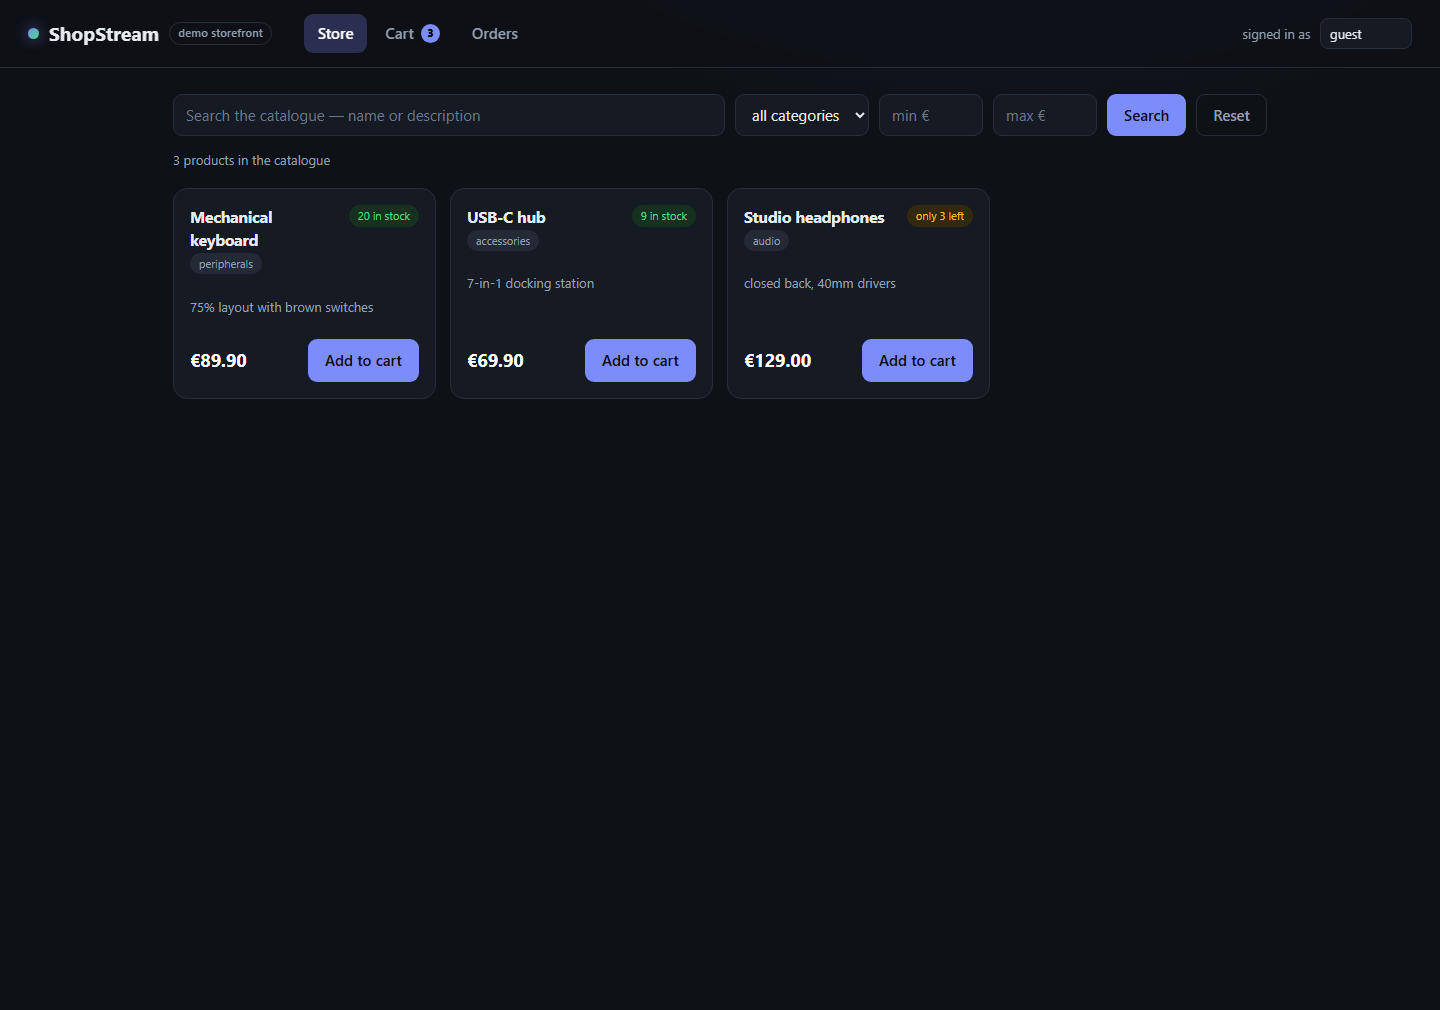 ShopStream demo storefront Store Cart 3 Orders signed in as guest
Search the catalogue — name or description all categories min € max € Search Reset
3 products in the catalogue
Mechanical keyboard
20 in stock
peripherals
75% layout with brown switches
€89.90 Add to cart
USB-C hub
9 in stock
accessories
7-in-1 docking station
€69.90 Add to cart
Studio headphones
only 3 left
audio
closed back, 40mm drivers
€129.00 Add to cart